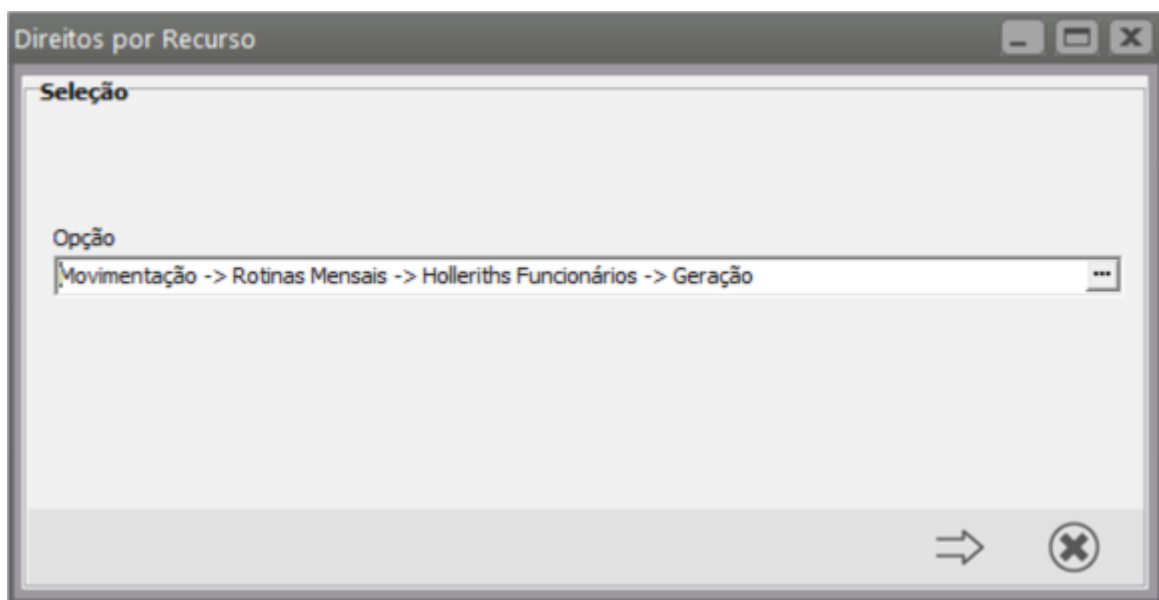 Direitos por Recurso
Seleção
Opção
Movimentação -> Rotinas Mensais -> Holleriths Funcionários -> Geração
...